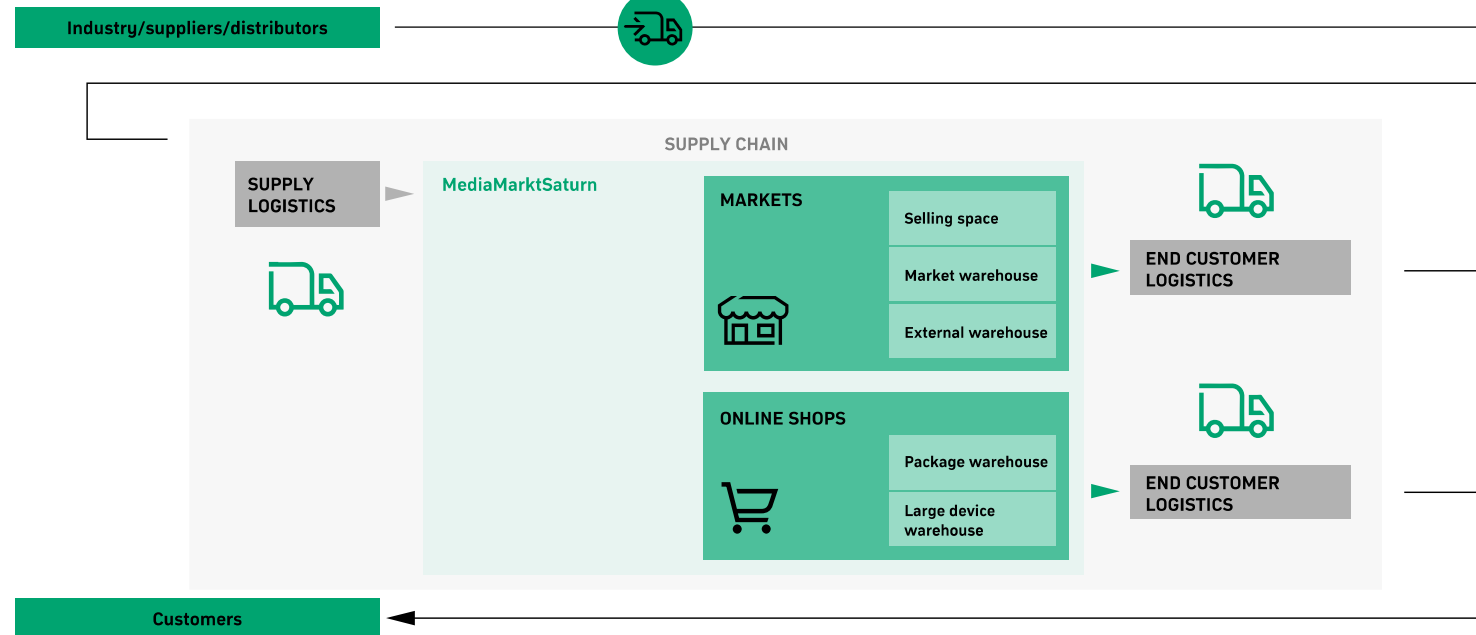 Industry/suppliers/distributors
SUPPLY CHAIN
SUPPLY
LOGISTICS
MediaMarktSaturn
MARKETS
Selling space
Market warehouse
External warehouse
END CUSTOMER
LOGISTICS
ONLINE SHOPS
Package warehouse
Large device
warehouse
END CUSTOMER
LOGISTICS
Customers